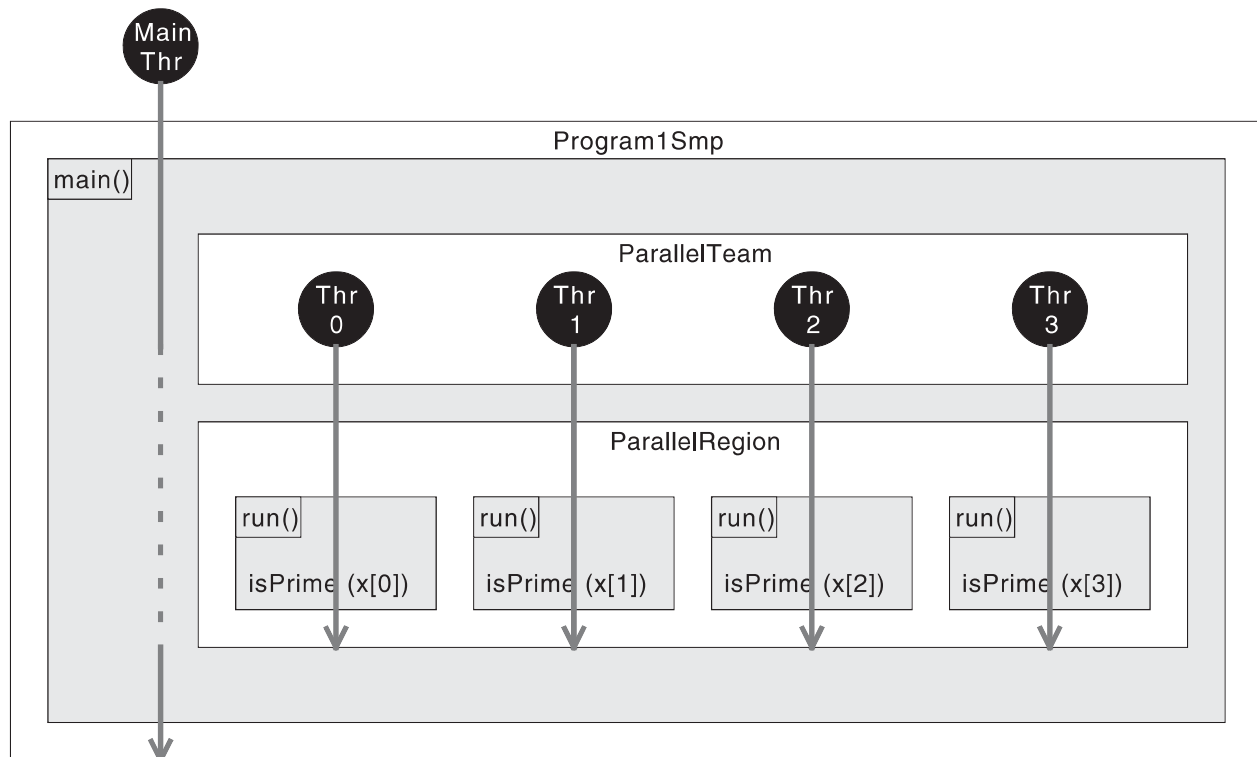 Main
Thr
Program1Smp
main()
ParallelTeam
Thr
0
Thr
1
Thr
2
Thr
3
ParallelRegion
run()
isPrime (x[0])
run()
isPrime (x[1])
run()
isPrime (x[2])
run()
isPrime (x[3])